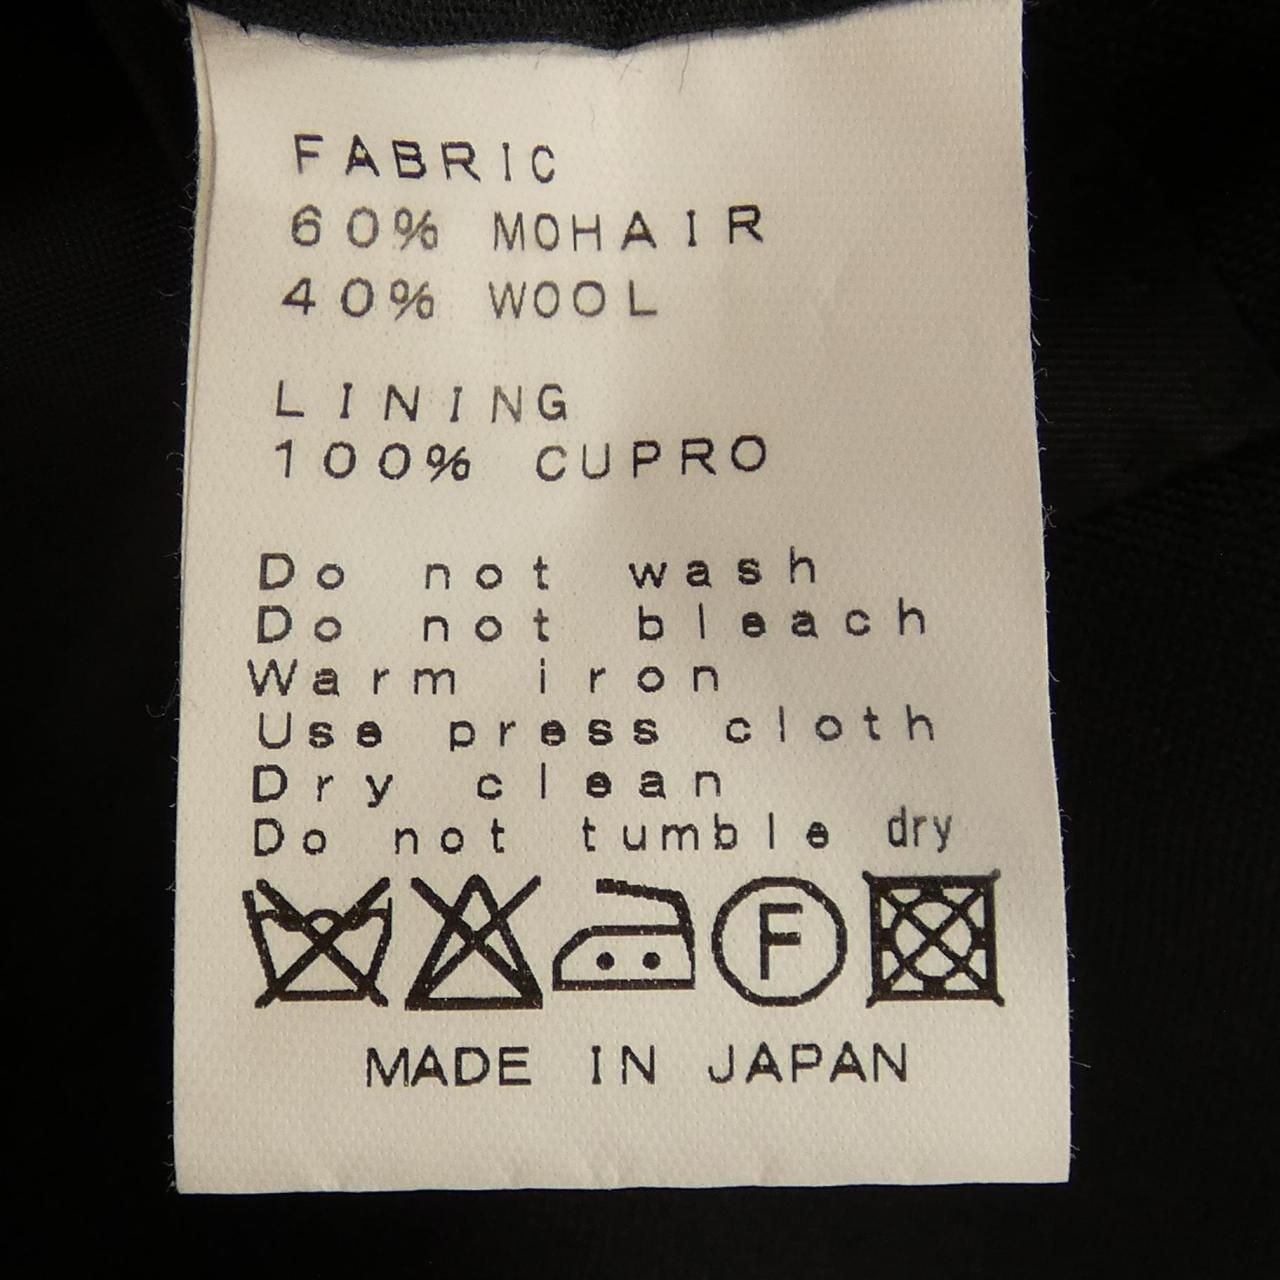 FABRIC
60% MOHAIR
40% WOOL
LINING
100% CUPRO
Do not wash
Do not bleach
Warm iron
Use press cloth
Dry clean
Do not tumble dry
F
MADE IN JAPAN